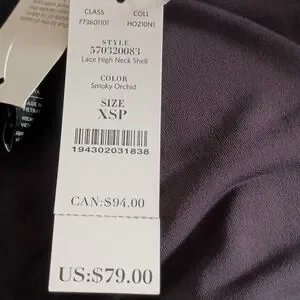 CLASS COLL
773601101 HO210N1
STYLE
570320083
Lace High Neck Shell
COLOR
Smoky Orchid
SIZE
XSP
194302031838
CAN:$94.00
US:$79.00